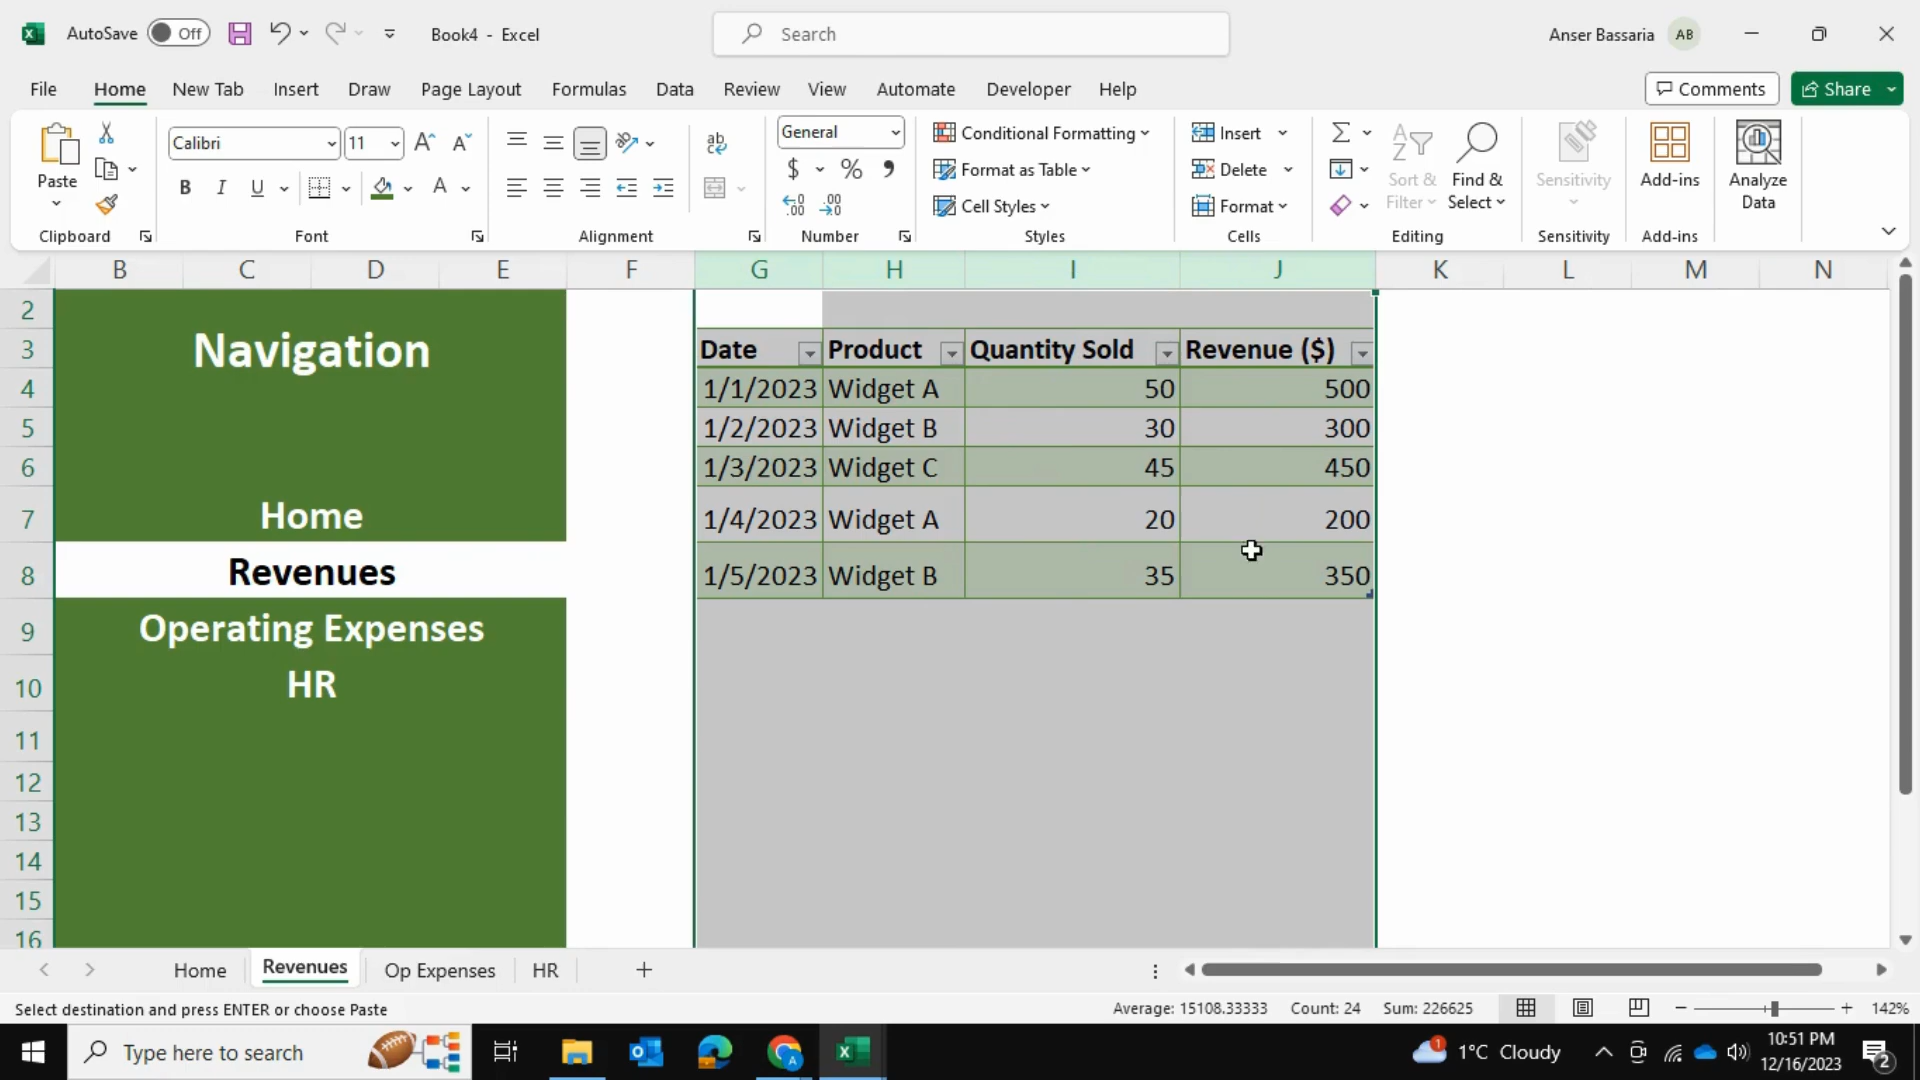 AutoSave Off Book4 - Excel Search Anser Bassaria AB
File Home New Tab Insert Draw Page Layout Formulas Data Review View Automate Developer Help Comments Share
Calibri 11 ab General Conditional Formatting Insert
Paste B I U A $ % Format as Table Delete Sort & Filter Find & Select Sensitivity Add-ins Analyze Data
Cell Styles Format
Clipboard Font Alignment Number Styles Cells Editing Sensitivity Add-ins
B C D E F G H I J K L M N
2
3 Navigation Date Product Quantity Sold Revenue ($)
4 1/1/2023 Widget A 50 500
5 1/2/2023 Widget B 30 300
6 1/3/2023 Widget C 45 450
7 Home 1/4/2023 Widget A 20 200
8 Revenues 1/5/2023 Widget B 35 350
9 Operating Expenses
10 HR
11
12
13
14
15
16
Home Revenues Op Expenses HR
Select destination and press ENTER or choose Paste Average: 15108.33333 Count: 24 Sum: 226625 142%
Type here to search 1 1°C Cloudy 10:51 PM
12/16/2023 2